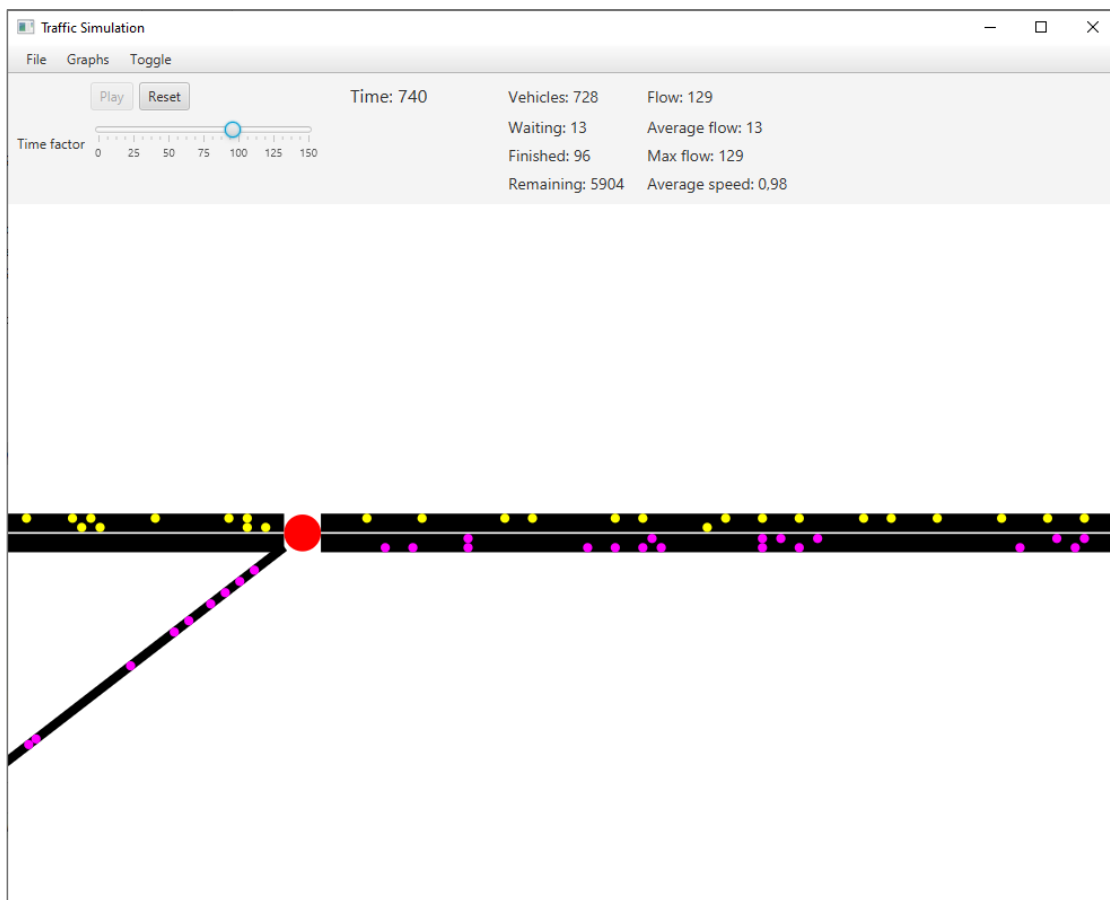 Traffic Simulation
File Graphs Toggle
Play Reset Time: 740 Vehicles: 728 Flow: 129
Waiting: 13 Average flow: 13
Time factor 0 25 50 75 100 125 150
Finished: 96 Max flow: 129
Remaining: 5904 Average speed: 0,98